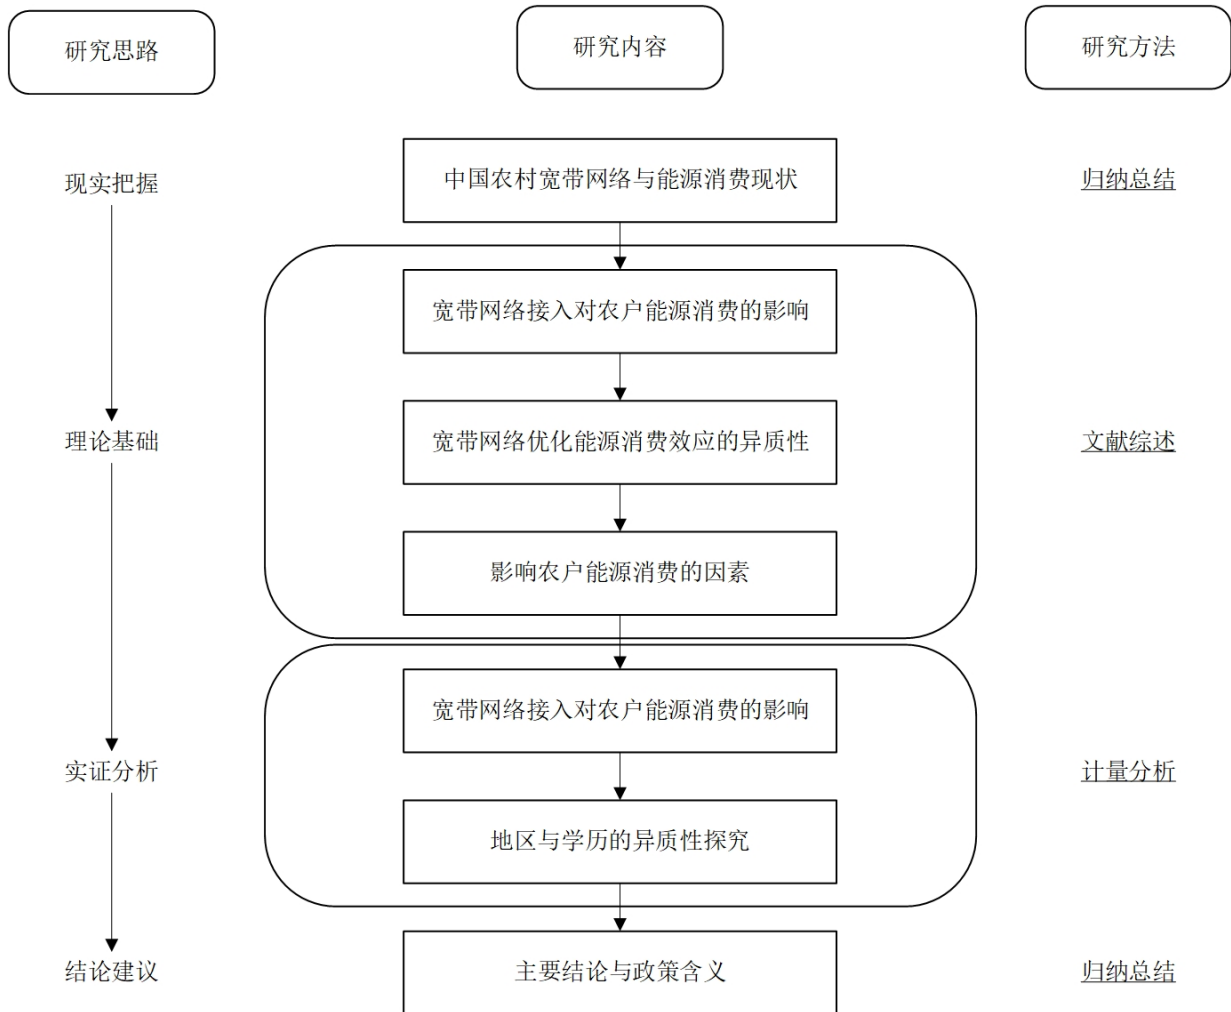 研究思路
研究内容
研究方法
现实把握
中国农村宽带网络与能源消费现状
归纳总结
宽带网络接入对农户能源消费的影响
理论基础
宽带网络优化能源消费效应的异质性
文献综述
影响农户能源消费的因素
宽带网络接入对农户能源消费的影响
实证分析
计量分析
地区与学历的异质性探究
结论建议
主要结论与政策含义
归纳总结